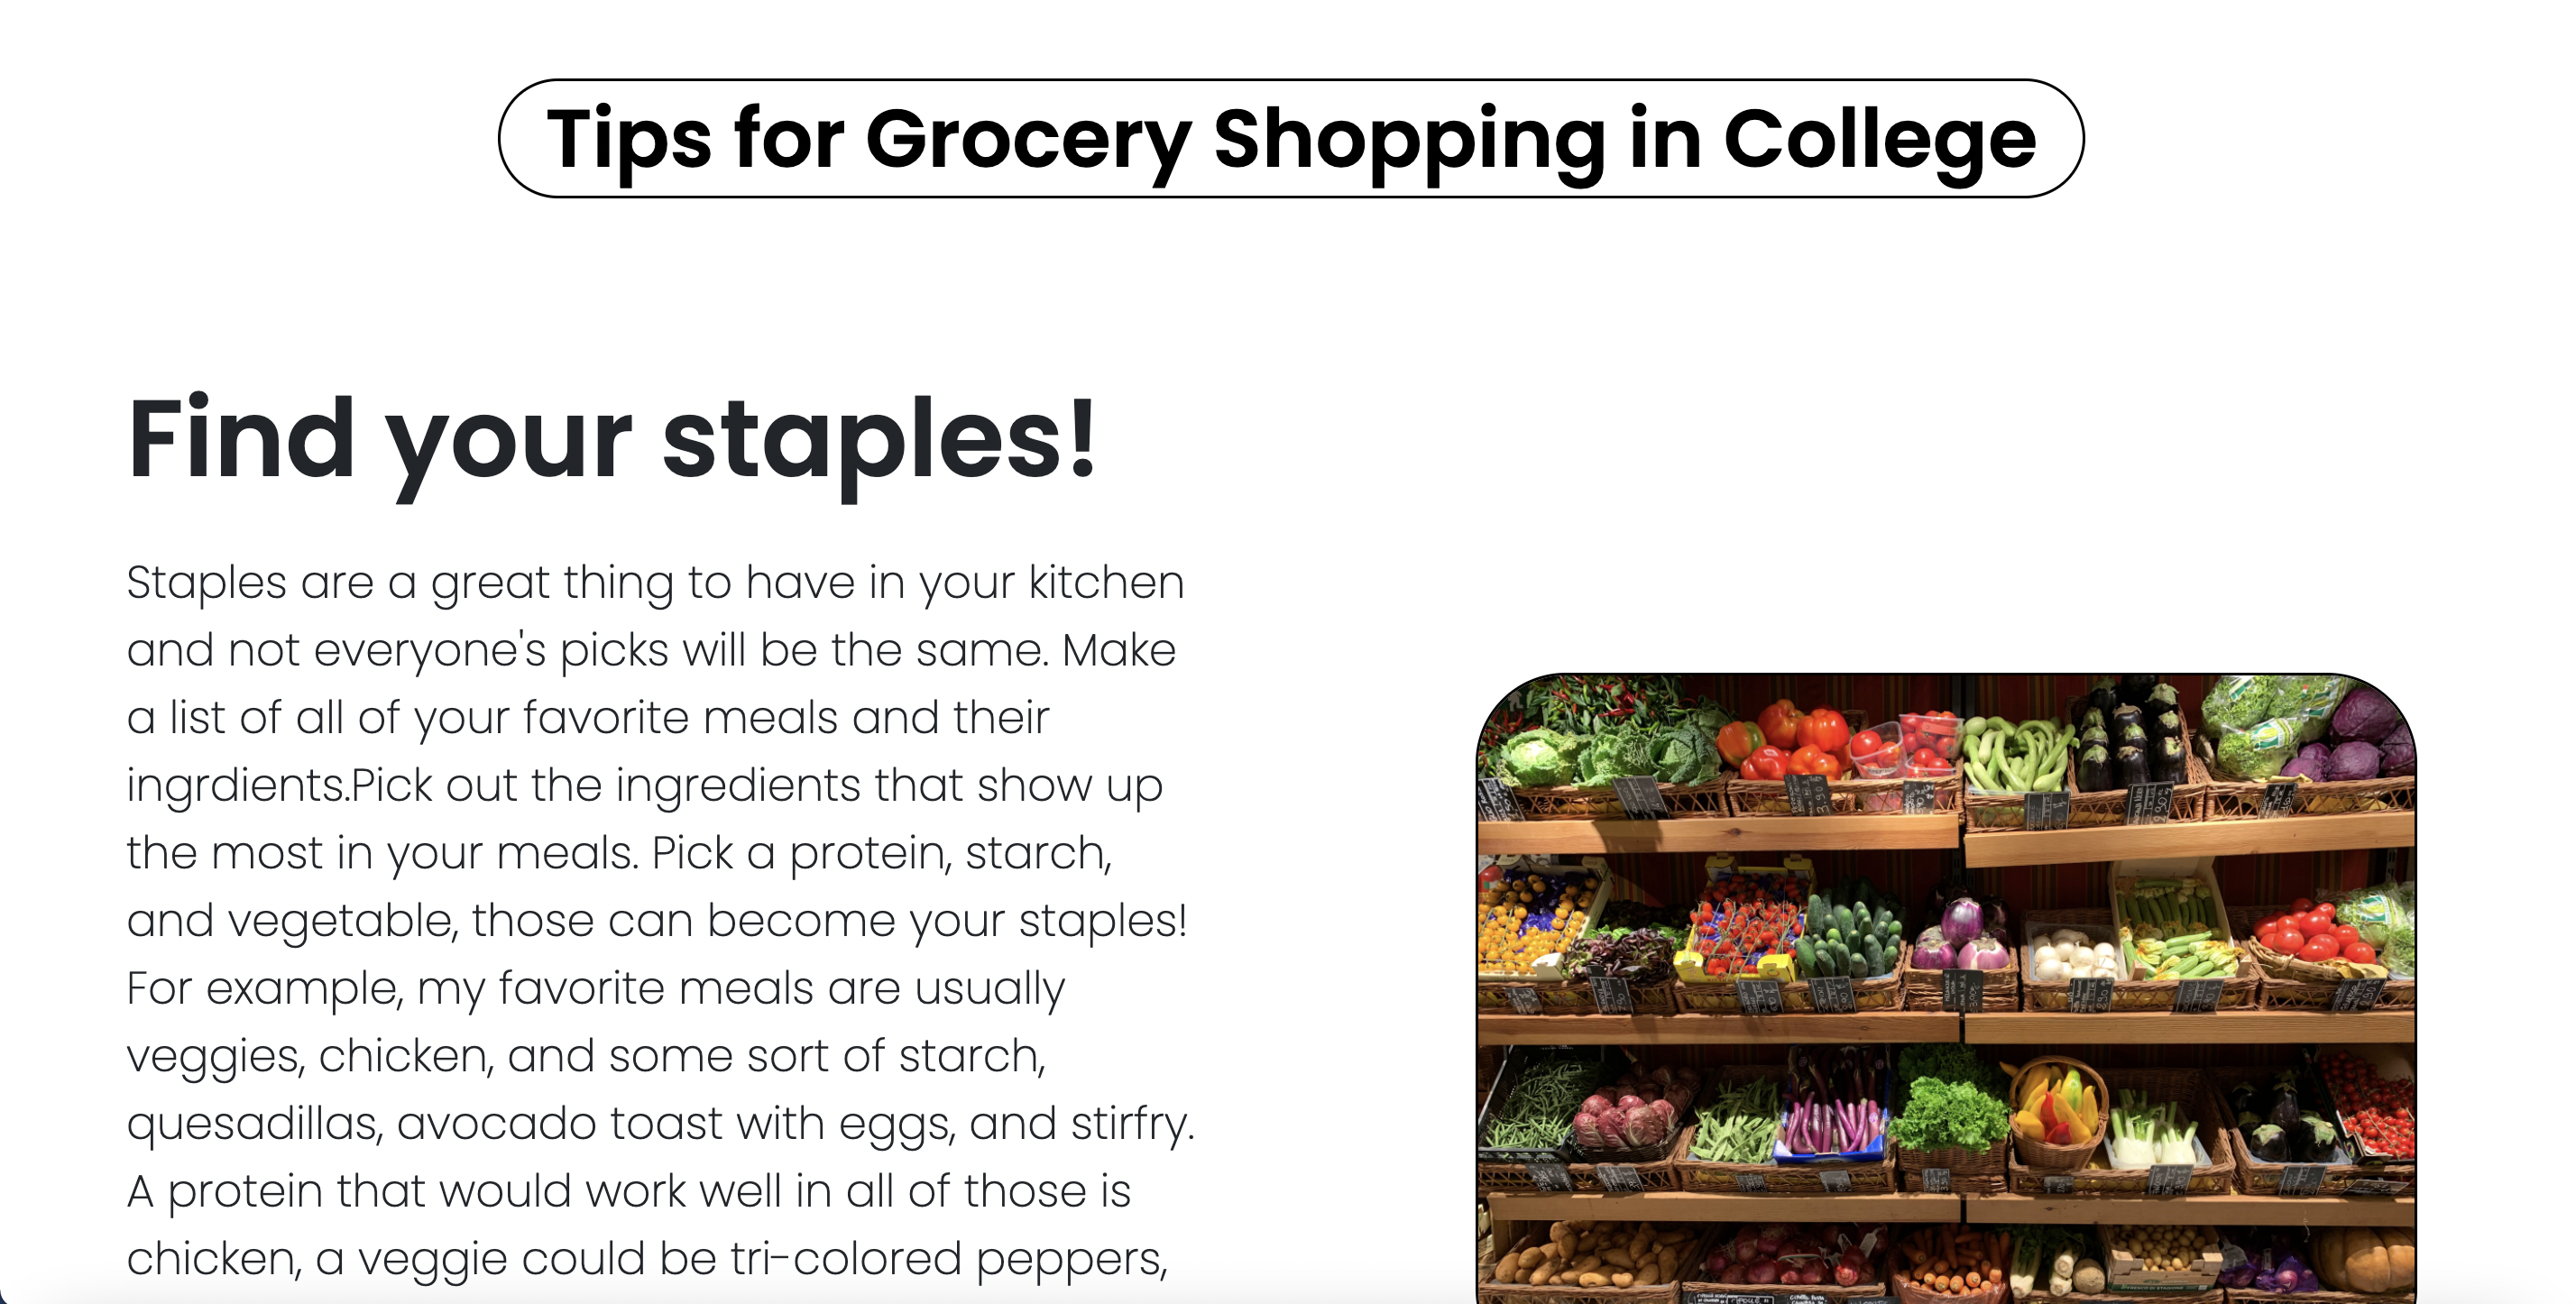 Tips for Grocery Shopping in College
Find your staples!
Staples are a great thing to have in your kitchen
and not everyone's picks will be the same. Make
a list of all of your favorite meals and their
ingrdients.Pick out the ingredients that show up
the most in your meals. Pick a protein, starch,
and vegetable, those can become your staples!
For example, my favorite meals are usually
veggies, chicken, and some sort of starch,
quesadillas, avocado toast with eggs, and stirfry.
A protein that would work well in all of those is
chicken, a veggie could be tri-colored peppers,